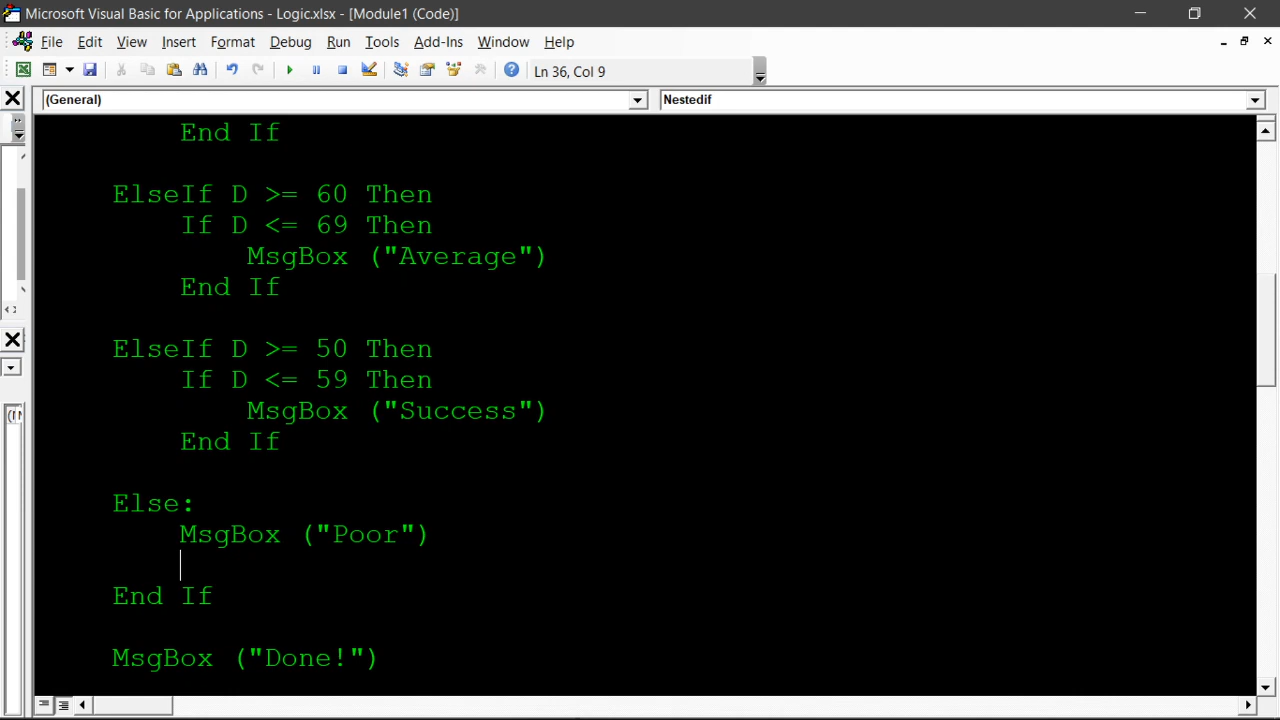 Microsoft Visual Basic for Applications - Logic.xlsx - [Module1 (Code)]
File Edit View Insert Format Debug Run Tools Add-Ins Window Help
Ln 36, Col 9
(General) Nestedif
End If
ElseIf D >= 60 Then
If D <= 69 Then
MsgBox ("Average")
End If
ElseIf D >= 50 Then
If D <= 59 Then
MsgBox ("Success")
End If
Else:
MsgBox ("Poor")
End If
MsgBox ("Done!")